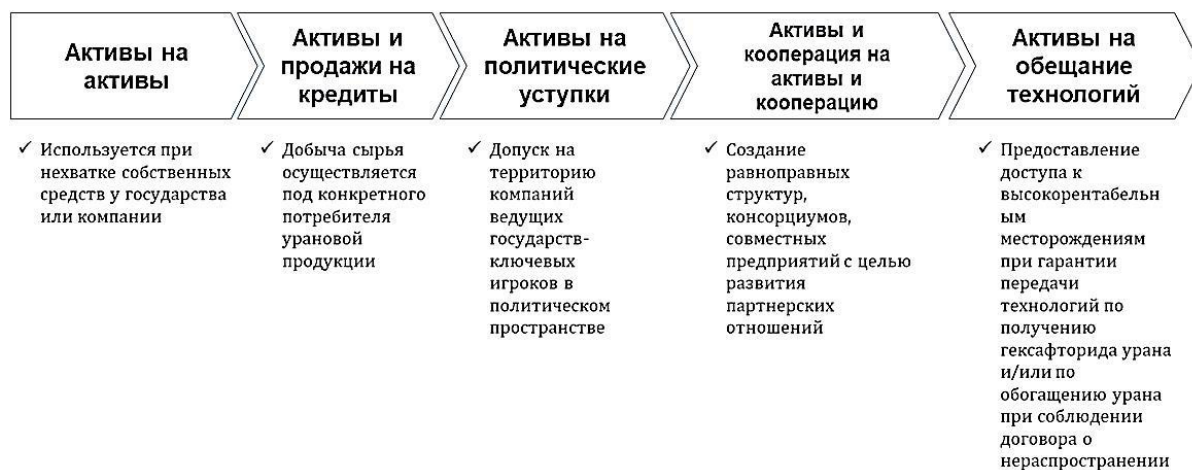 Активы на
активы
Активы и
продажи на
кредиты
Активы на
политические
уступки
Активы и
кооперация на
активы и
кооперацию
Активы на
обещание
технологий
✓ Используется при
нехватке собственных
средств у государства
или компании
✓ Добыча сырья
осуществляется
под конкретного
потребителя
урановой
продукции
✓ Допуск на
территорию
компаний
ведущих
государств-
ключевых
игроков в
политическом
пространстве
✓ Создание
равноправных
структур,
консорциумов,
совместных
предприятий с целью
развития
партнерских
отношений
✓ Предоставление
доступа к
высокорентабельн
ым
месторождениям
при гарантии
передачи
технологий по
получению
гексафторида урана
и/или по
обогащению урана
при соблюдении
договора о
нераспространении